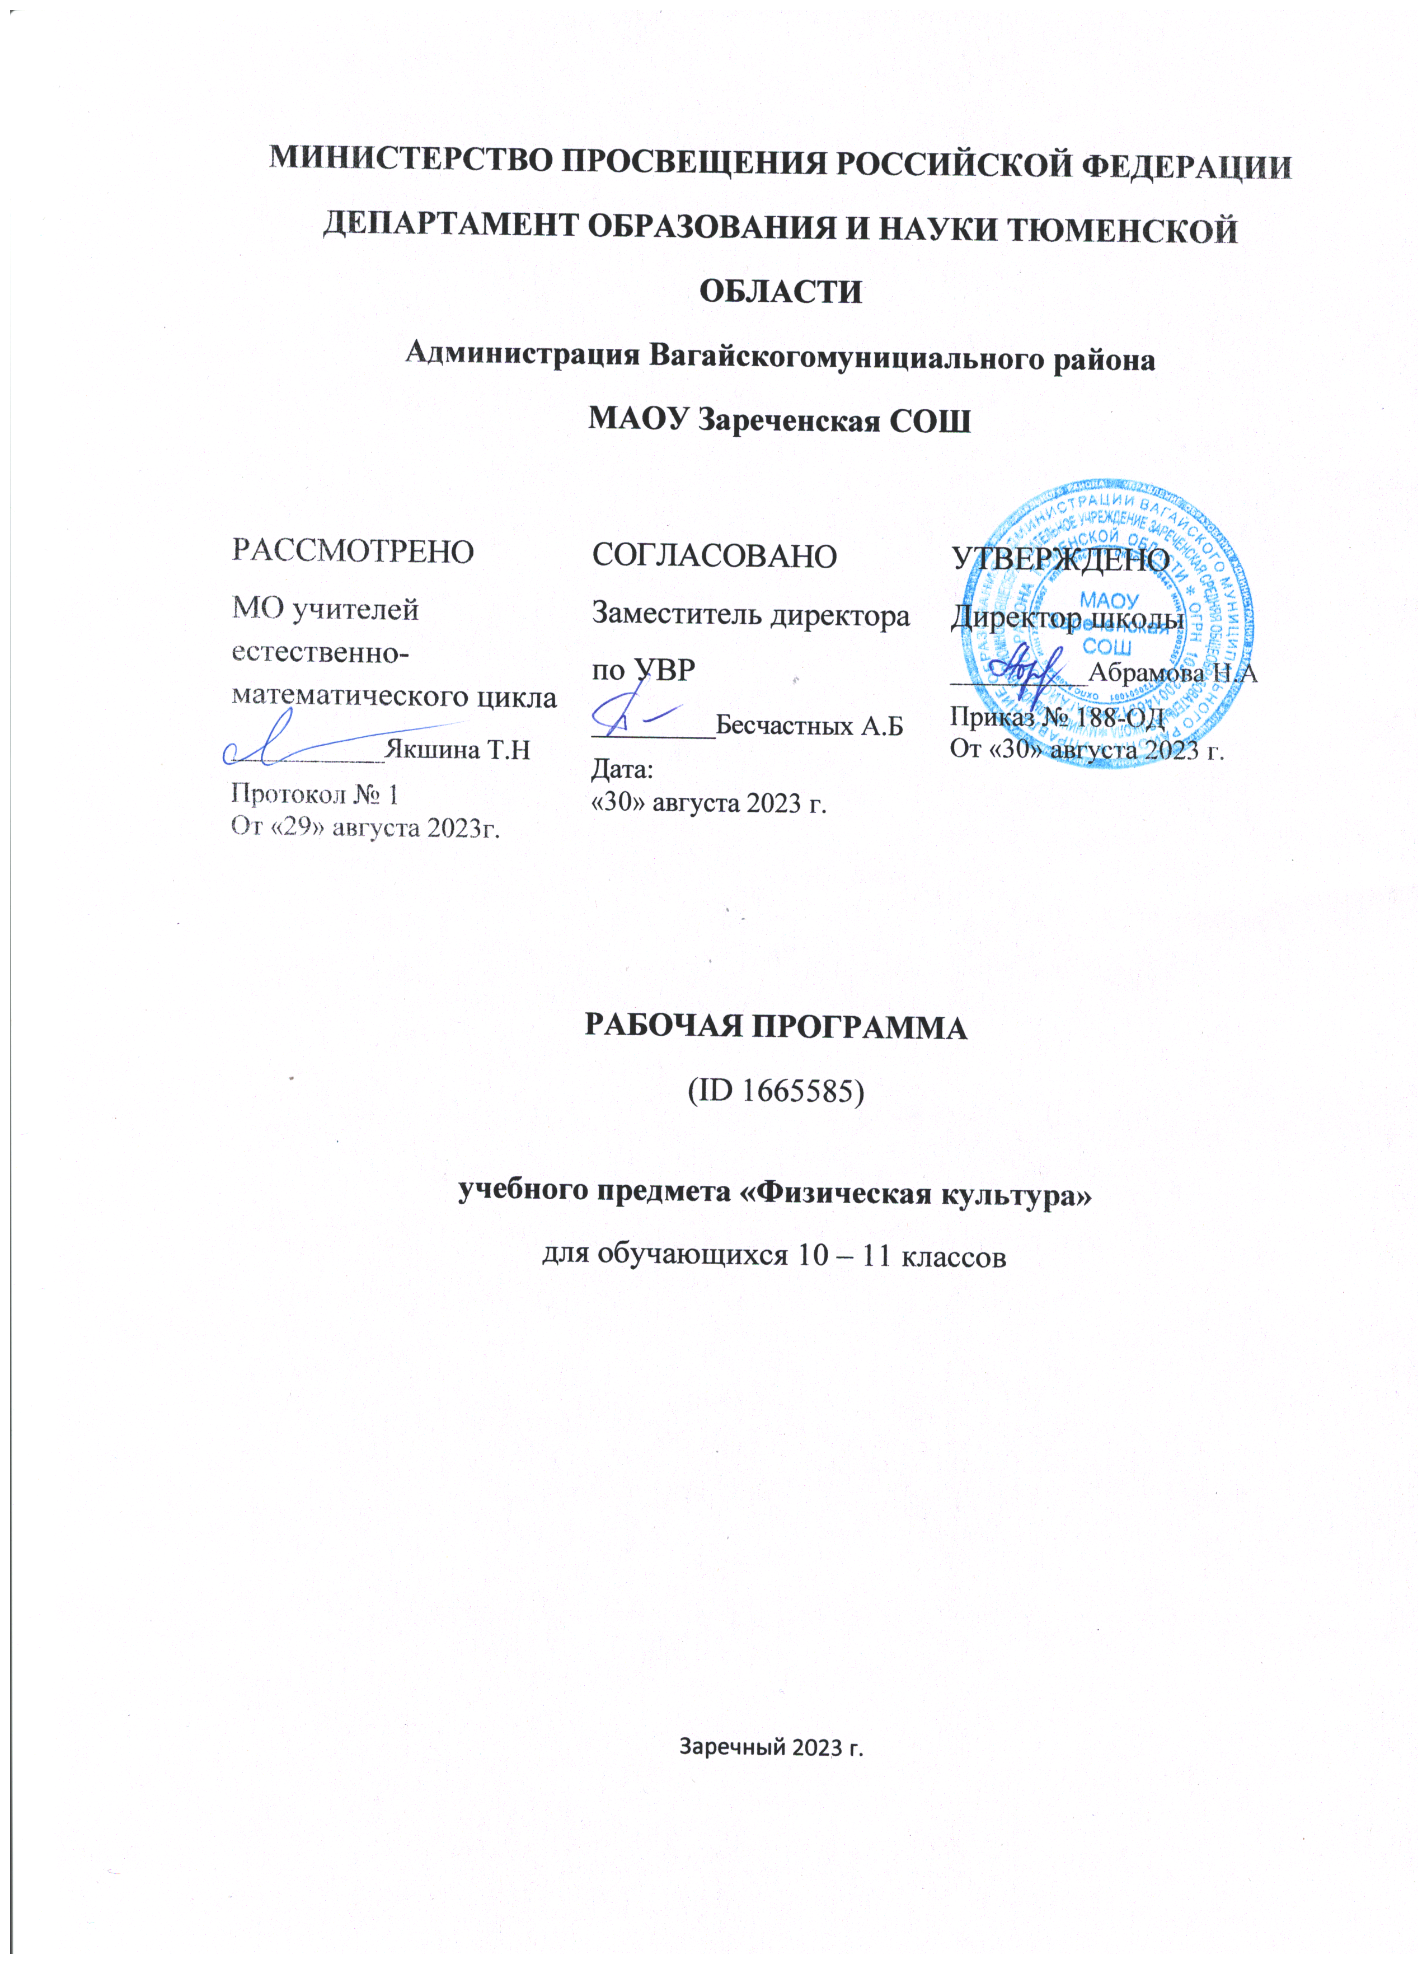 МИНИСТЕРСТВО ПРОСВЕЩЕНИЯ РОССИЙСКОЙ ФЕДЕРАЦИИ
ДЕПАРТАМЕНТ ОБРАЗОВАНИЯ И НАУКИ ТЮМЕНСКОЙ
ОБЛАСТИ
Администрация Вагайскогомунициального района
МАОУ Зареченская СОШ
РАССМОТРЕНО
МО учителей
естественно-
математического цикла
___________Якшина Т.Н
Протокол № 1
От «29» августа 2023г.
СОГЛАСОВАНО
Заместитель директора
по УВР
_________Бесчастных А.Б
Дата:
«30» августа 2023 г.
УТВЕРЖДЕНО
Директор школы
__________Абрамова Н.А
Приказ № 188-ОД
От «30» августа 2023 г.
МАОУ
Зареченская
СОШ
РАБОЧАЯ ПРОГРАММА
(ID 1665585)
учебного предмета «Физическая культура»
для обучающихся 10 – 11 классов
Заречный 2023 г.